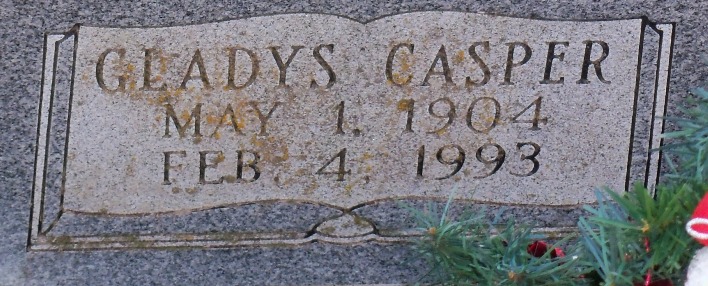 GLADYS CASPER
MAY 1, 1904
FEB. 4, 1993